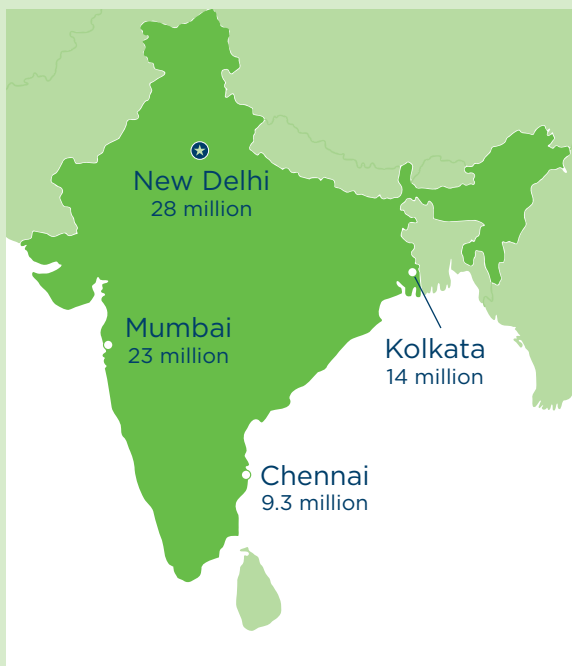 New Delhi
28 million
Mumbai
23 million
Kolkata
14 million
Chennai
9.3 million